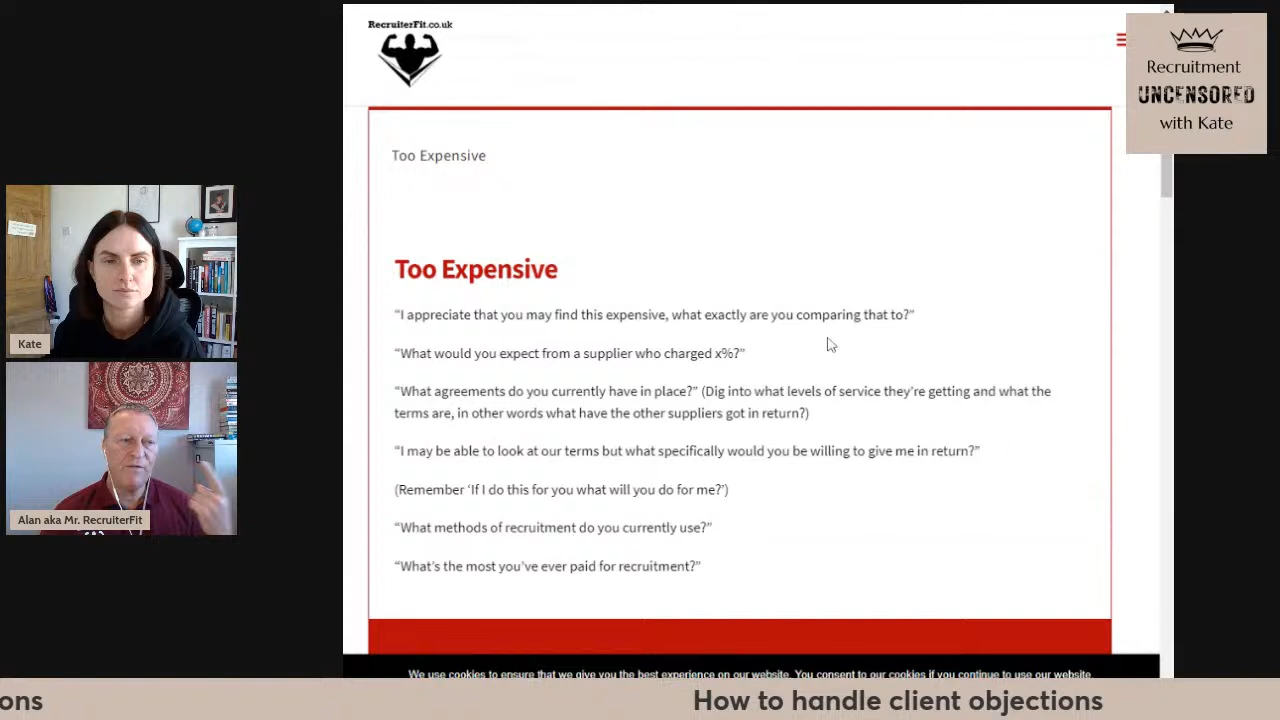 RecruiterFit.co.uk
Recruitment
UNCENSORED
with Kate
Too Expensive
Too Expensive
“I appreciate that you may find this expensive, what exactly are you comparing that to?”
“What would you expect from a supplier who charged x%?”
“What agreements do you currently have in place?” (Dig into what levels of service they’re getting and what the
terms are, in other words what have the other suppliers got in return?)
“I may be able to look at our terms but what specifically would you be willing to give me in return?”
(Remember ‘If I do this for you what will you do for me?’)
“What methods of recruitment do you currently use?”
“What’s the most you’ve ever paid for recruitment?”
We use cookies to ensure that we give you the best experience on our website. You consent to our cookies if you continue to use our website.
Kate
Alan aka Mr. RecruiterFit
ons
How to handle client objections